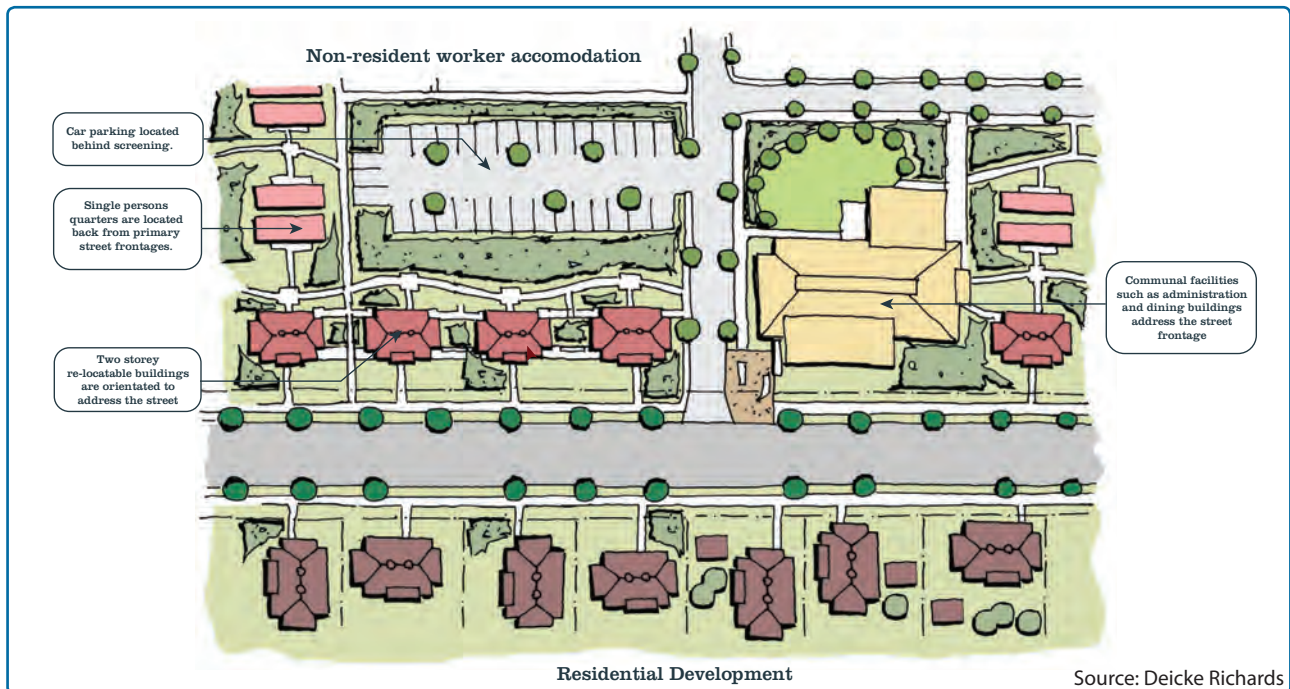 Non-resident worker accomodation
Car parking located
behind screening.
Single persons
quarters are located
back from primary
street frontages.
Two storey
re-locatable buildings
are orientated to
address the street
Communal facilities
such as administration
and dining buildings
address the street
frontage
Residential Development
Source: Deicke Richards